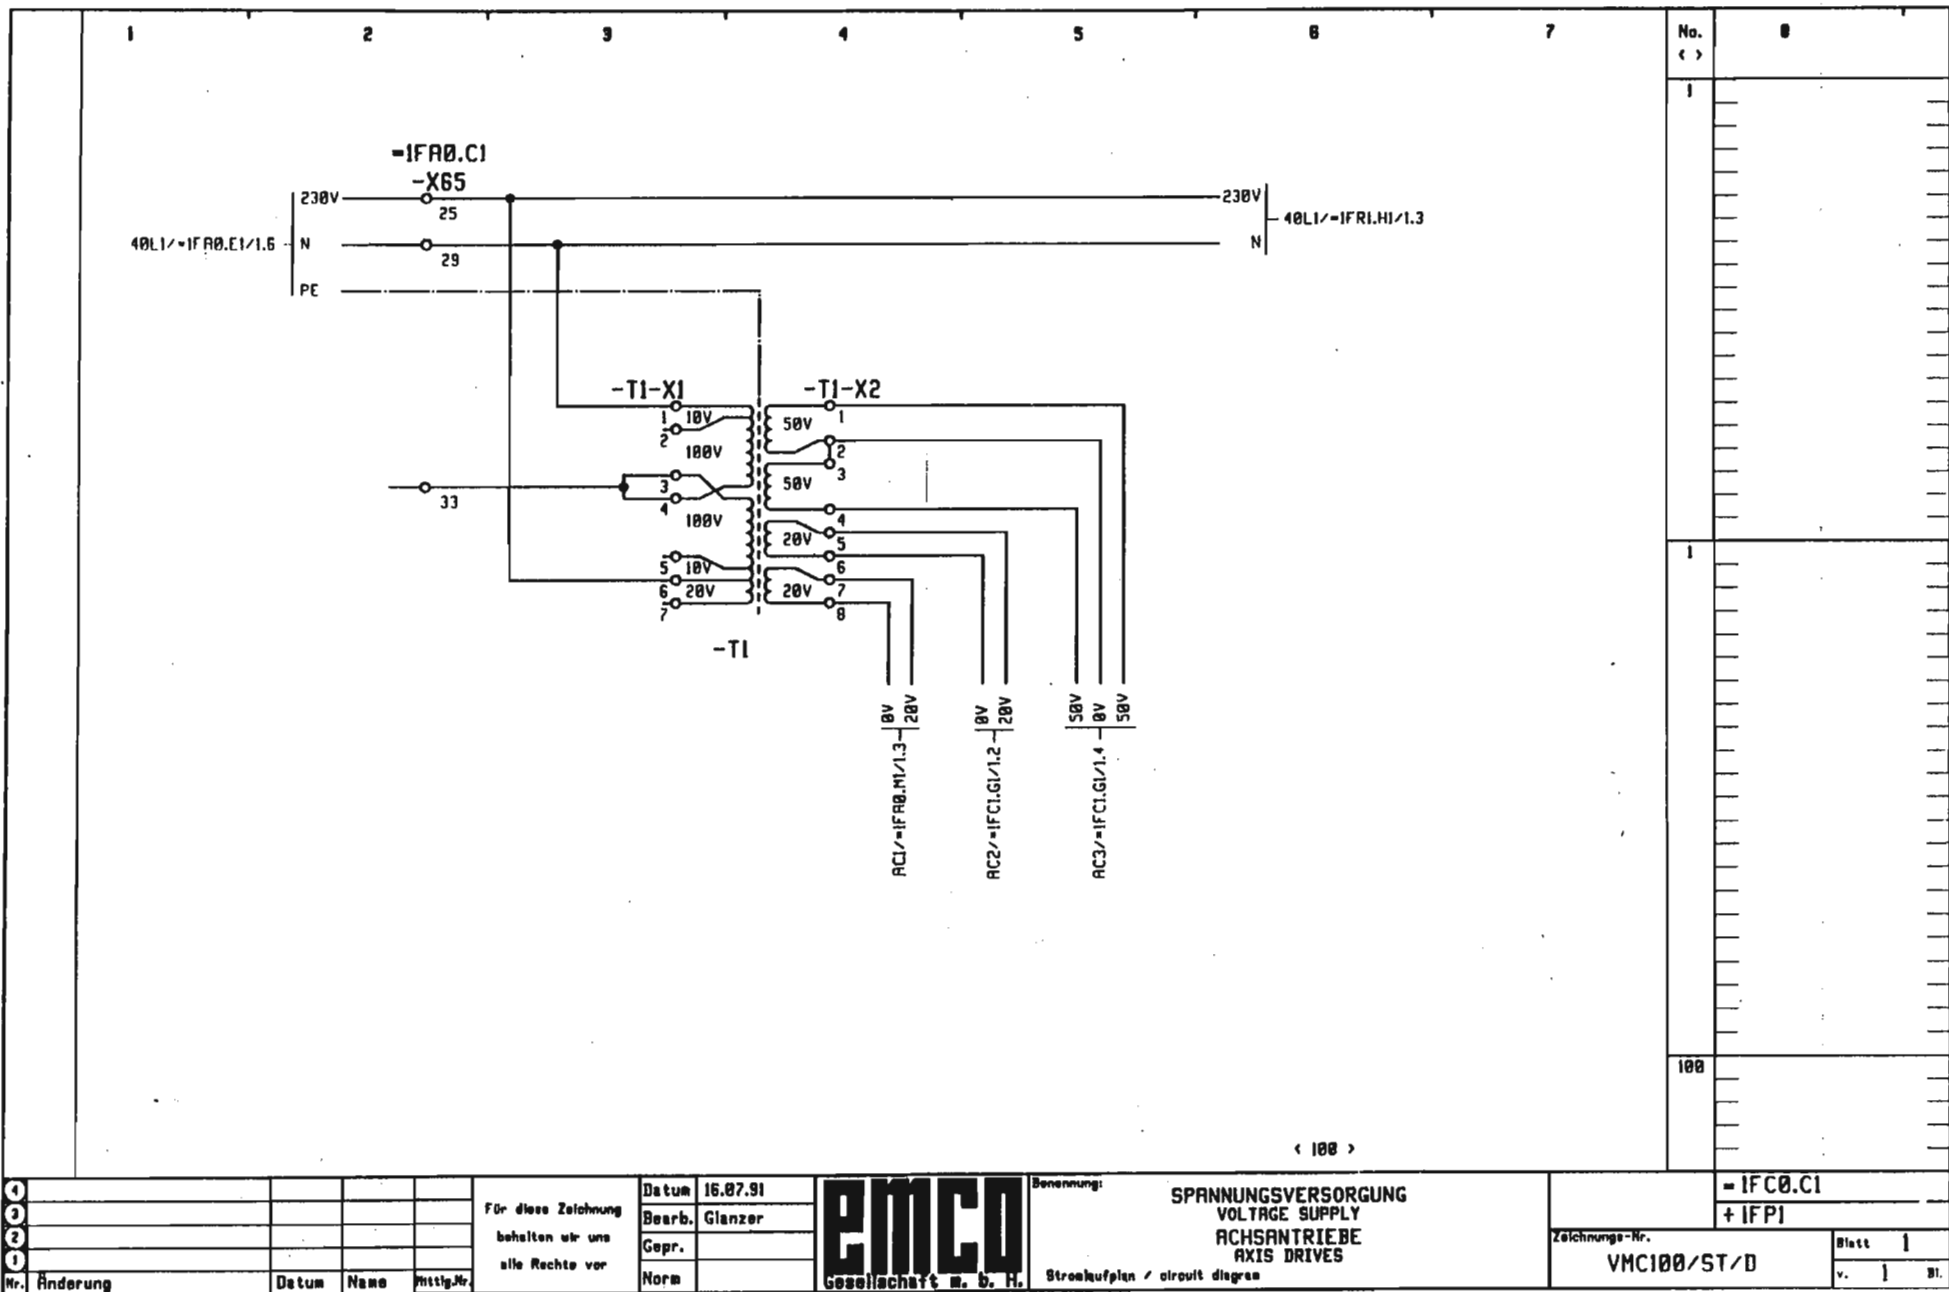 1 2 3 4 5 6 7 No. 0
< >
1
=1FA0.C1
-X65
230V
25
230V
40L1/=1FR1.H1/1.3
40L1/=1FA0.E1/1.6
N
29
N
PE
-T1-X1
-T1-X2
1
10V
2
100V
3
4
100V
5
10V
6
20V
7
50V
1
2
3
50V
4
20V
5
6
20V
7
8
33
-T1
1
0V
20V
0V
20V
50V
0V
50V
AC1/=1FA0.M1/1.3
AC2/=1FC1.G1/1.2
AC3/=1FC1.G1/1.4
100
< 100 >
4
3
2
1
Nr. Änderung Datum Name Mittlg.Nr.
Für diese Zeichnung
behalten wir uns
alle Rechte vor
Datum 16.07.91
Bearb. Glanzer
Gepr.
Norm
emco
Gesellschaft m. b. H.
Benennung:
SPANNUNGSVERSORGUNG
VOLTAGE SUPPLY
ACHSANTRIEBE
AXIS DRIVES
Stromlaufplan / circuit diagram
= 1FC0.C1
+ 1FP1
Zeichnungs-Nr.
VMC100/ST/D
Blatt 1
v. 1 Bl.